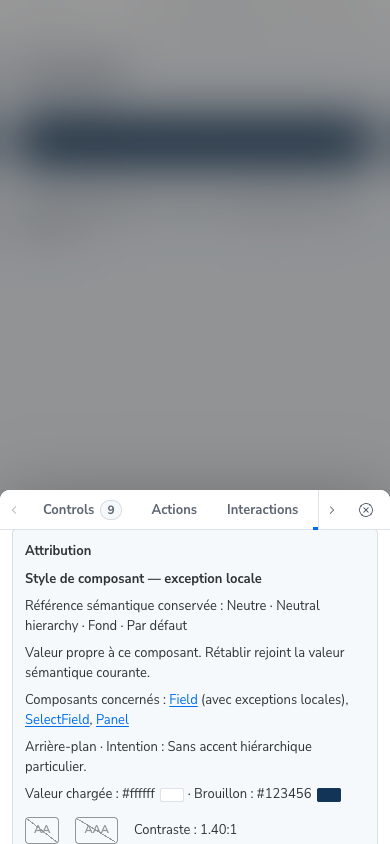 Controls 9 Actions Interactions
Attribution
Style de composant — exception locale
Référence sémantique conservée : Neutre · Neutral
hierarchy · Fond · Par défaut
Valeur propre à ce composant. Rétablir rejoint la valeur
sémantique courante.
Composants concernés : Field (avec exceptions locales),
SelectField, Panel
Arrière-plan · Intention : Sans accent hiérarchique
particulier.
Valeur chargée : #ffffff · Brouillon : #123456
AA AAA Contraste : 1.40:1